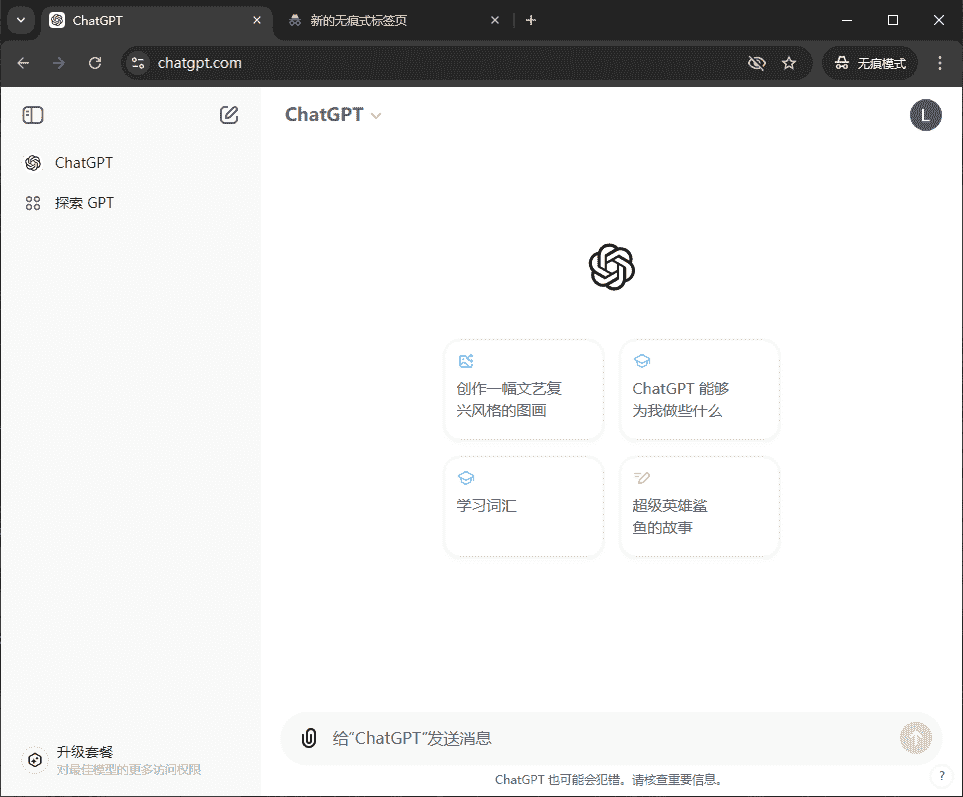 ChatGPT
新的无痕式标签页
chatgpt.com
无痕模式
ChatGPT
L
ChatGPT
探索 GPT
创作一幅文艺复
兴风格的图画
ChatGPT 能够
为我做些什么
学习词汇
超级英雄鲨
鱼的故事
升级套餐
对最佳模型的更多访问权限
给“ChatGPT”发送消息
ChatGPT 也可能会犯错。请核查重要信息。
?